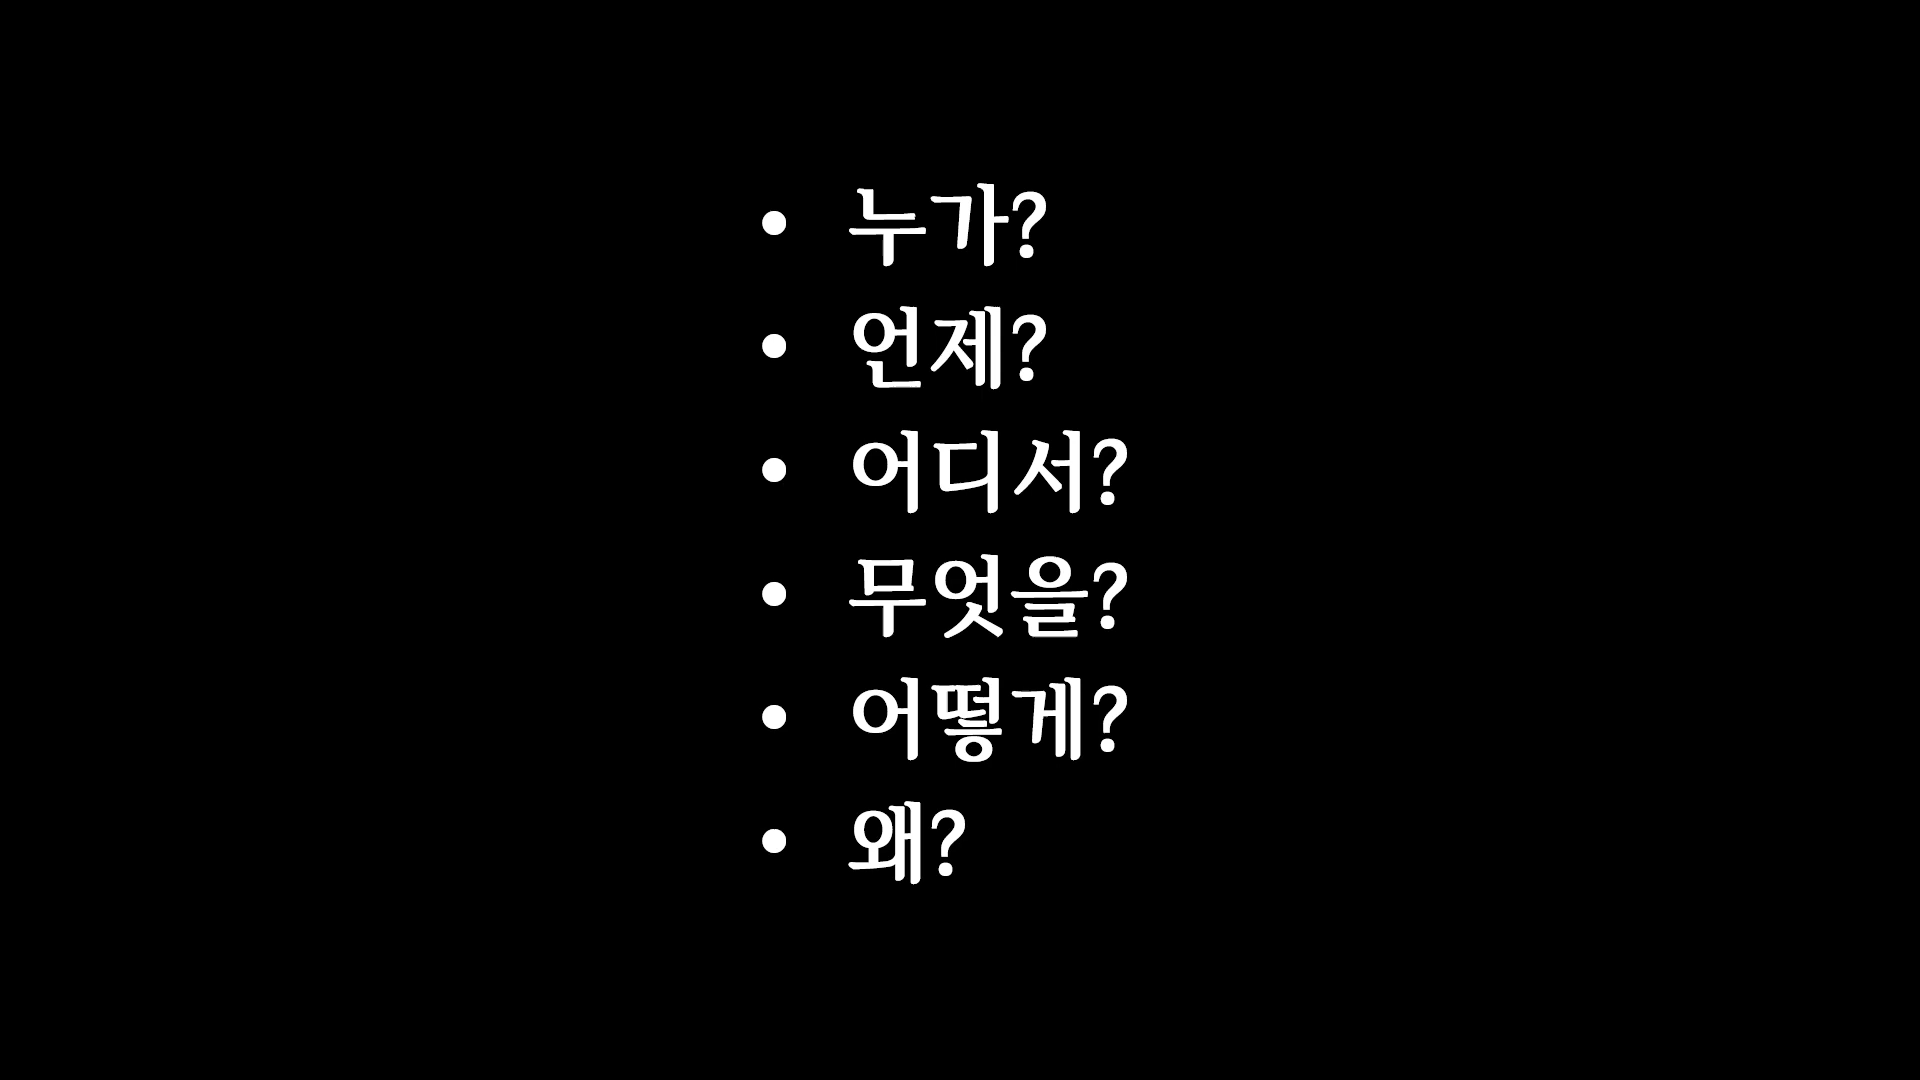 • 누가?
• 언제?
• 어디서?
• 무엇을?
• 어떻게?
• 왜?